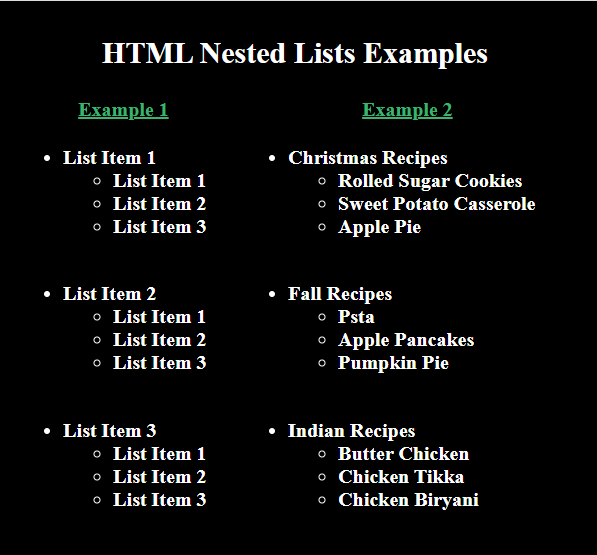 HTML Nested Lists Examples
Example 1
List Item 1
List Item 1
List Item 2
List Item 3
List Item 2
List Item 1
List Item 2
List Item 3
List Item 3
List Item 1
List Item 2
List Item 3
Example 2
Christmas Recipes
Rolled Sugar Cookies
Sweet Potato Casserole
Apple Pie
Fall Recipes
Psta
Apple Pancakes
Pumpkin Pie
Indian Recipes
Butter Chicken
Chicken Tikka
Chicken Biryani